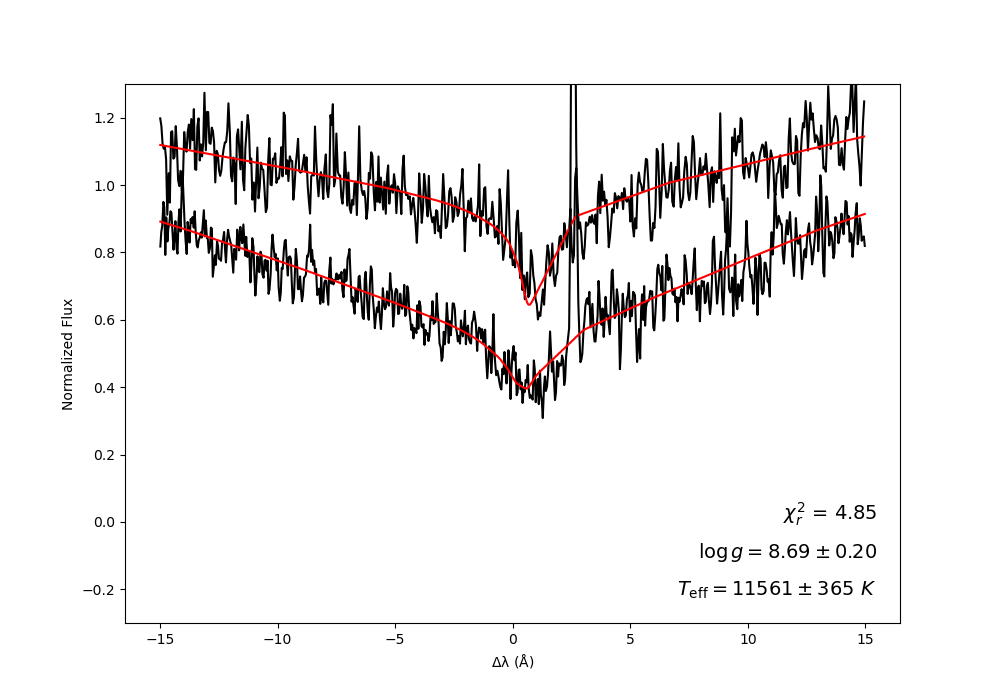 1.2
1.0
0.8
0.6
0.4
0.2
0.0
−0.2
Normalized Flux
χ²ᵣ = 4.85
log g = 8.69 ± 0.20
T_eff = 11561 ± 365 K
−15 −10 −5 0 5 10 15
Δλ (Å)